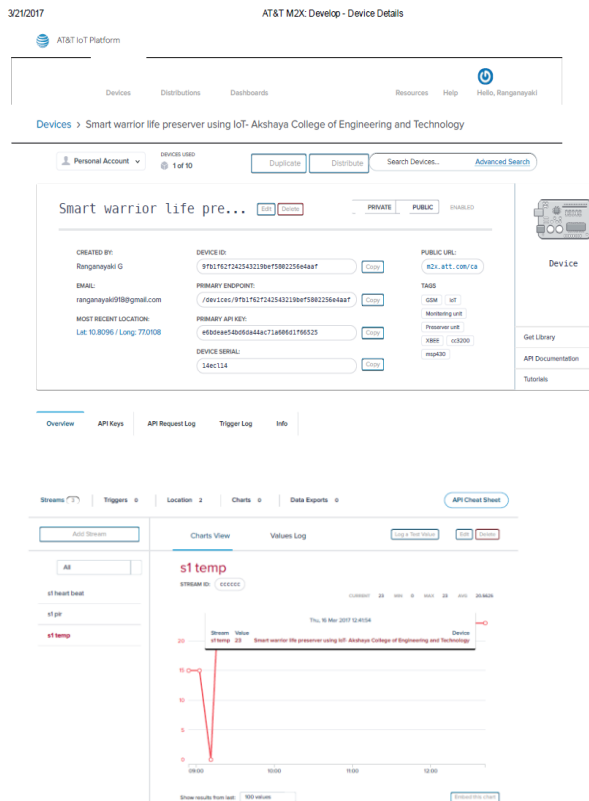 3/21/2017 AT&T M2X: Develop - Device Details
AT&T IoT Platform
Devices Distributions Dashboards Resources Help Hello, Ranganayaki
Devices > Smart warrior life preserver using IoT- Akshaya College of Engineering and Technology
Personal Account DEVICES USED 1 of 10 Duplicate Distribute Search Devices... Advanced Search
Smart warrior life pre... Edit Delete PRIVATE PUBLIC ENABLED
CREATED BY: DEVICE ID: PUBLIC URL:
Ranganayaki G 9fb1f62f242543219bef5802256e4aaf Copy m2x.att.com/ca
Device
EMAIL: PRIMARY ENDPOINT: TAGS
ranganayaki918@gmail.com /devices/9fb1f62f242543219bef5802256e4aaf Copy GSM IoT
Monitoring unit
MOST RECENT LOCATION: PRIMARY API KEY: Preserver unit
Lat: 10.8096 / Long: 77.0108 e6bdeae54bd6da44ac71a606d1f66525 Copy XBEE cc3200
DEVICE SERIAL: msp430
14ecl14 Copy
Get Library
API Documentation
Tutorials
Overview API Keys API Request Log Trigger Log Info
Streams 3 Triggers 0 Location 2 Charts 0 Data Exports 0 API Cheat Sheet
Add Stream Charts View Values Log Log a Test Value Edit Delete
All
s1 temp
STREAM ID: cccccc
s1 heart beat
CURRENT 23 MIN 0 MAX 23 AVG
s1 pir
Thu, 16 Mar 2017 12:41:54
Stream Value Device
s1 temp
s1 temp 23 Smart warrior life preserver using IoT- Akshaya College of Engineering and Technology
20
15
10
5
0
09:00 10:00 11:00 12:00
Show results from last: 100 values Embed this chart